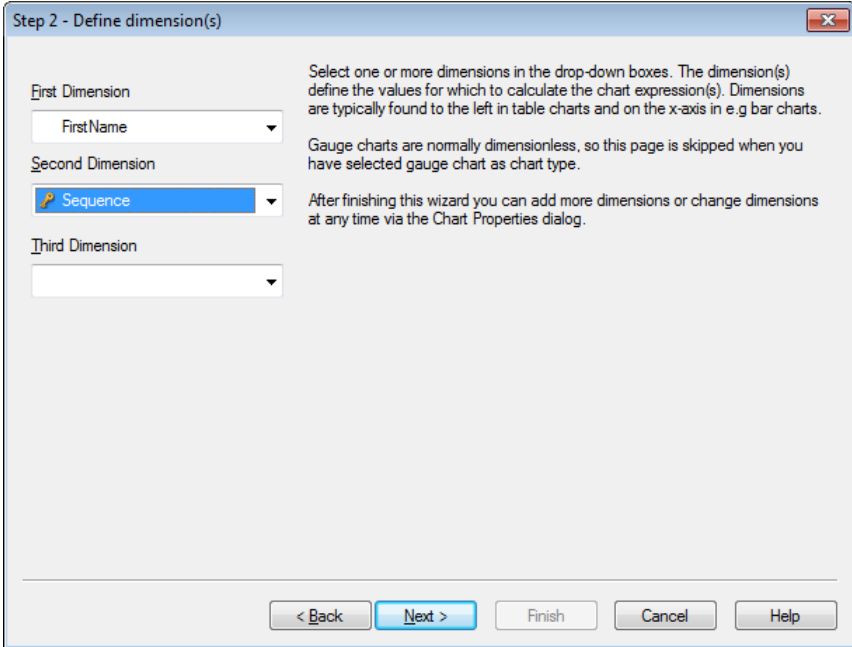 Step 2 - Define dimension(s)
First Dimension
FirstName
Second Dimension
Sequence
Third Dimension
Select one or more dimensions in the drop-down boxes. The dimension(s)
define the values for which to calculate the chart expression(s). Dimensions
are typically found to the left in table charts and on the x-axis in e.g bar charts.
Gauge charts are normally dimensionless, so this page is skipped when you
have selected gauge chart as chart type.
After finishing this wizard you can add more dimensions or change dimensions
at any time via the Chart Properties dialog.
< Back
Next >
Finish
Cancel
Help